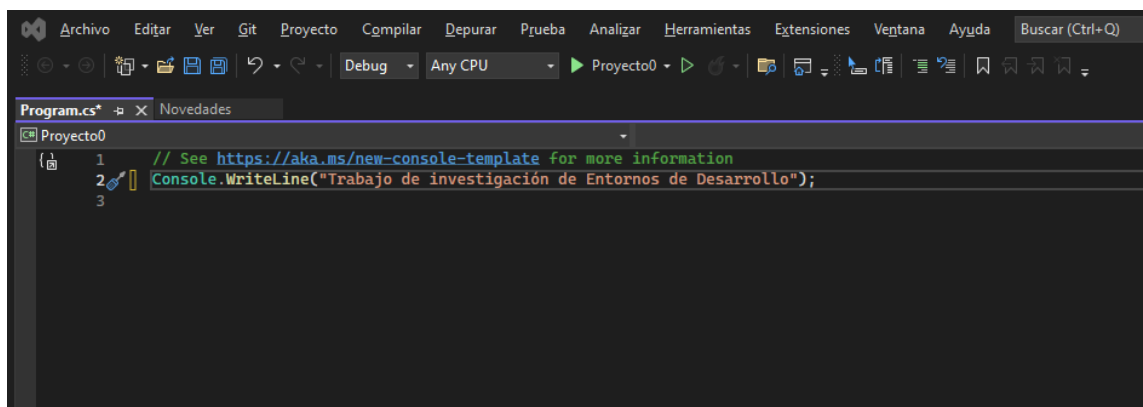 Archivo Editar Ver Git Proyecto Compilar Depurar Prueba Analizar Herramientas Extensiones Ventana Ayuda Buscar (Ctrl+Q)
Debug Any CPU Proyecto0
Program.cs* Novedades
C# Proyecto0
1 // See https://aka.ms/new-console-template for more information
2 Console.WriteLine("Trabajo de investigación de Entornos de Desarrollo");
3